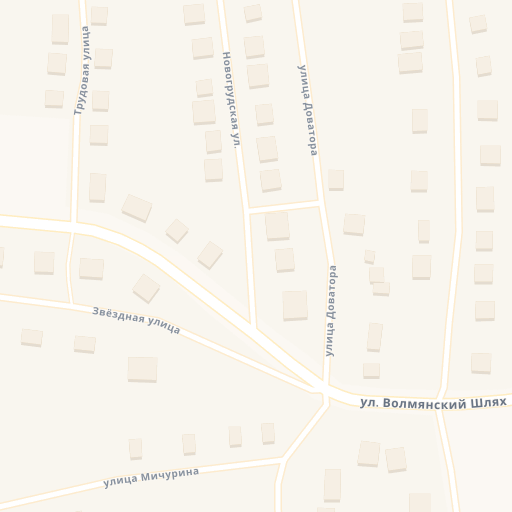 Трудовая улица
Новогрудская ул.
улица Доватора
улица Доватора
Звёздная улица
ул. Волмянский Шлях
улица Мичурина